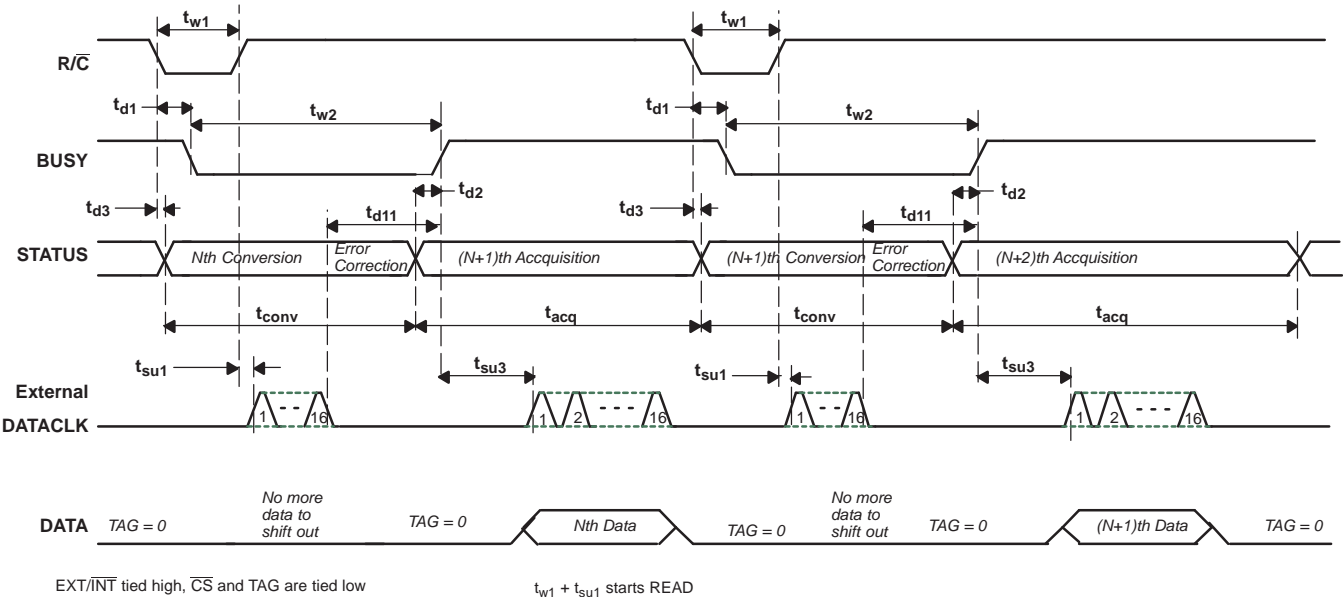 tw1 tw1
R/C̅
td1 tw2 td1 tw2
BUSY
td2 td2
td3 td11 td3 td11
STATUS Nth Conversion Error Correction (N+1)th Accquisition (N+1)th Conversion Error Correction (N+2)th Acquisition
tconv tacq tconv tacq
tsu1 tsu3 tsu1 tsu3
External
DATACLK 1 - - 16 1 2 - - - 16 1 - - 16 1 2 - - - 16
No more
data to
shift out
No more
data to
shift out
DATA TAG = 0 TAG = 0 Nth Data TAG = 0 TAG = 0 (N+1)th Data TAG = 0
EXT/I̅N̅T̅ tied high, C̅S̅ and TAG are tied low tw1 + tsu1 starts READ